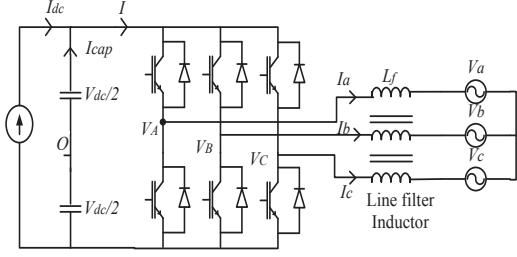 Idc
I
Icap
Vdc/2
O
Vdc/2
VA
VB
VC
Ia
Lf
Va
Ib
Vb
Ic
Vc
Line filter
Inductor